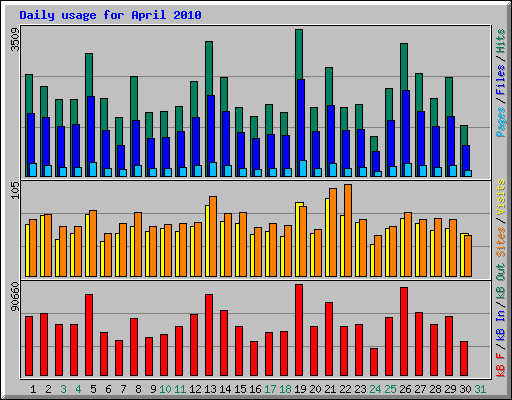 Daily usage for April 2010
3509
Pages / Files / Hits
105
Sites / Visits
90660
kB F / kB In / kB Out
1 2 3 4 5 6 7 8 9 10 11 12 13 14 15 16 17 18 19 20 21 22 23 24 25 26 27 28 29 30 31